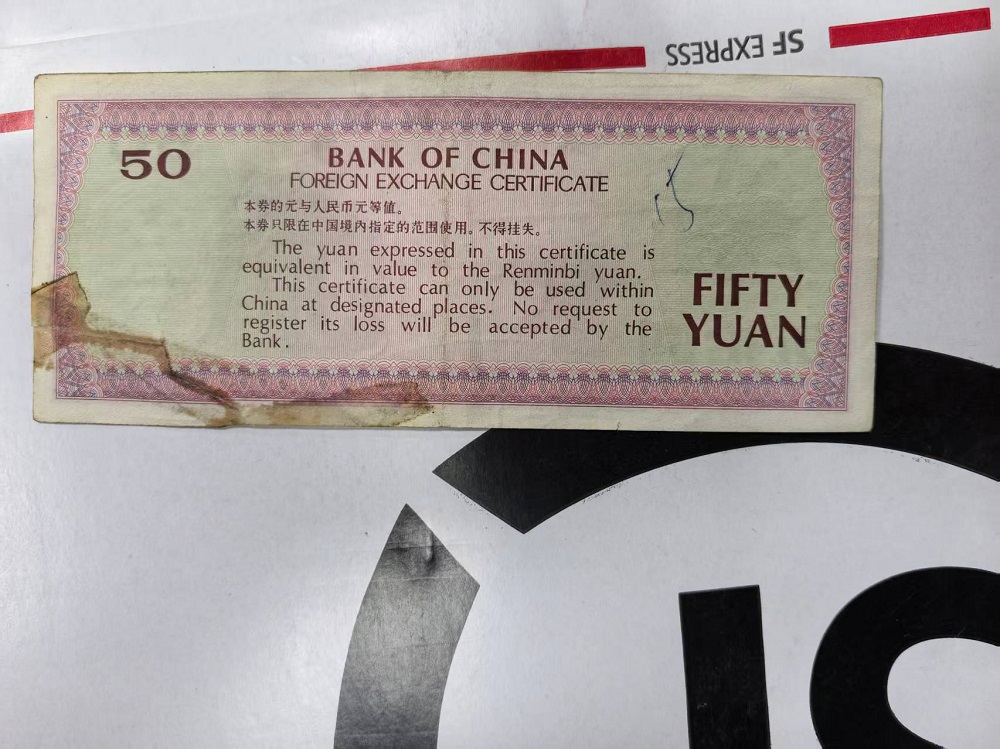 SF EXPRESS
50
BANK OF CHINA
FOREIGN EXCHANGE CERTIFICATE
本券的元与人民币元等值。
本券只限在中国境内指定的范围使用。不得挂失。
The yuan expressed in this certificate is
equivalent in value to the Renminbi yuan.
This certificate can only be used within
China at designated places. No request to
register its loss will be accepted by the
Bank.
FIFTY
YUAN